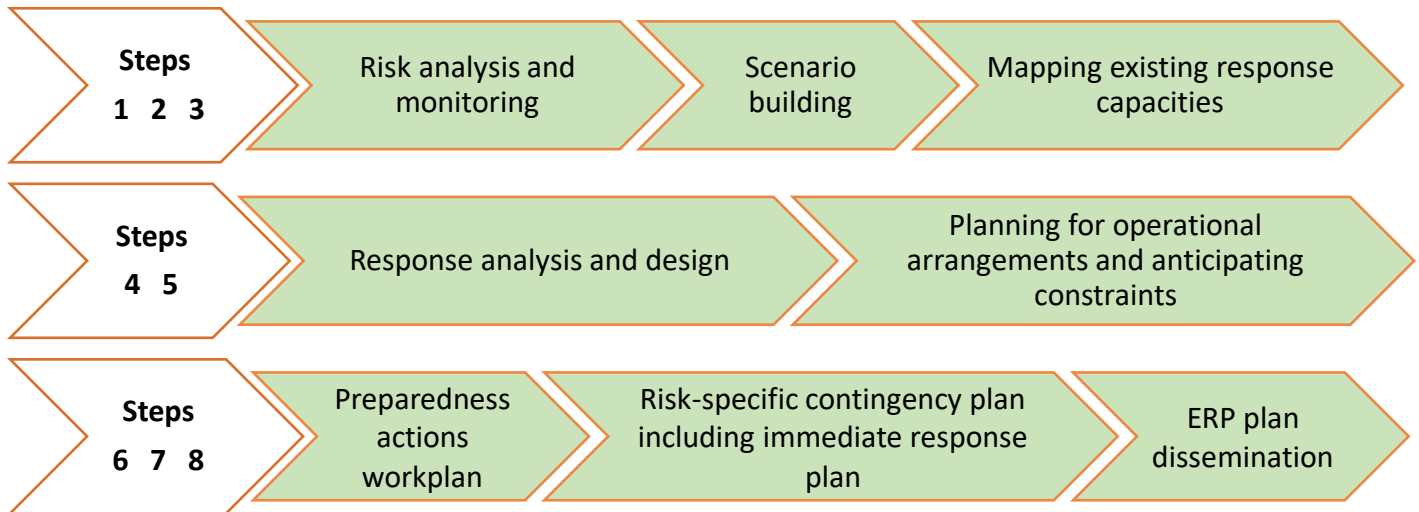 Steps
1 2 3
Risk analysis and
monitoring
Scenario
building
Mapping existing response
capacities
Steps
4 5
Response analysis and design
Planning for operational
arrangements and anticipating
constraints
Steps
6 7 8
Preparedness
actions
workplan
Risk-specific contingency plan
including immediate response
plan
ERP plan
dissemination